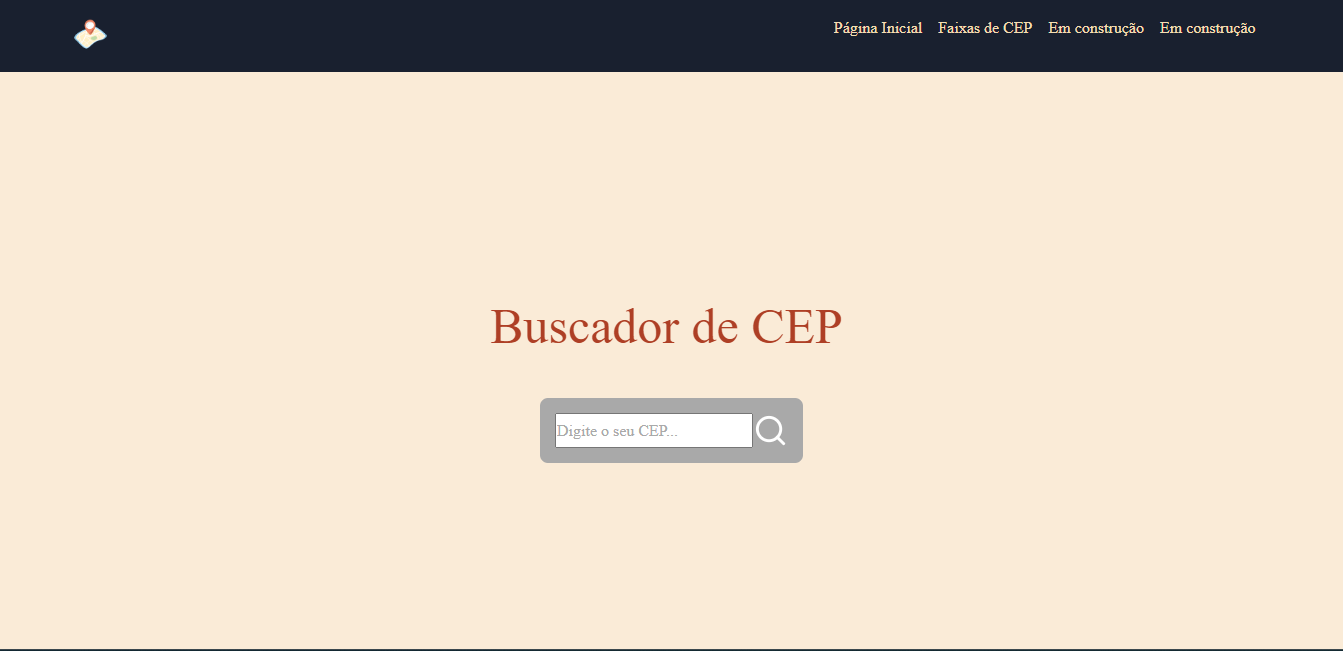 Página Inicial Faixas de CEP Em construção Em construção
Buscador de CEP
Digite o seu CEP...